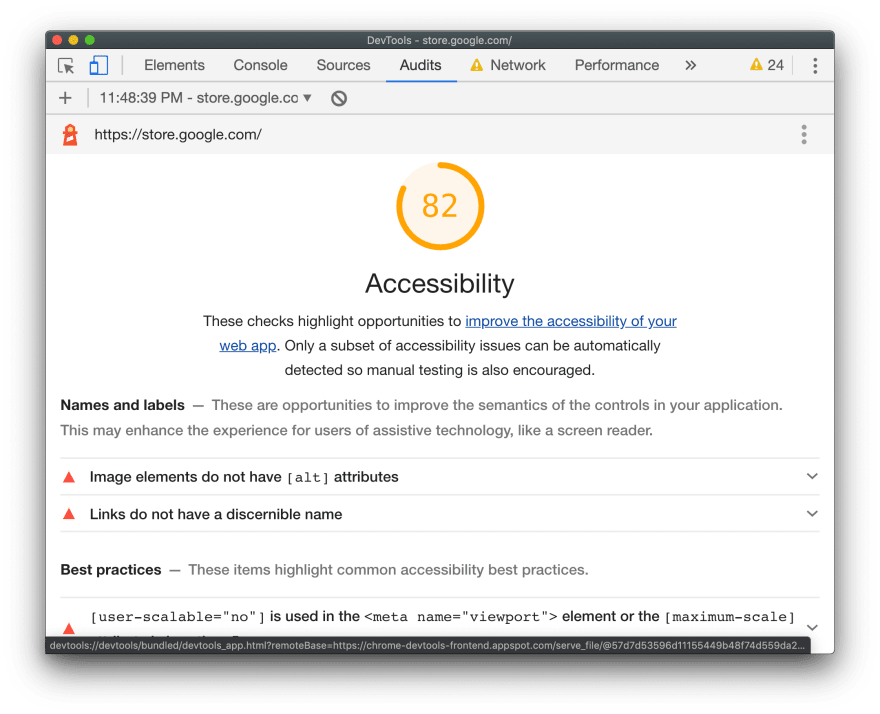 DevTools - store.google.com/
Elements Console Sources Audits Network Performance » 24
+ 11:48:39 PM - store.google.cc ▼
https://store.google.com/
82
Accessibility
These checks highlight opportunities to improve the accessibility of your
web app. Only a subset of accessibility issues can be automatically
detected so manual testing is also encouraged.
Names and labels — These are opportunities to improve the semantics of the controls in your application.
This may enhance the experience for users of assistive technology, like a screen reader.
Image elements do not have [alt] attributes
Links do not have a discernible name
Best practices — These items highlight common accessibility best practices.
[user-scalable="no"] is used in the <meta name="viewport"> element or the [maximum-scale]
devtools://devtools/bundled/devtools_app.html?remoteBase=https://chrome-devtools-frontend.appspot.com/serve_file/@57d7d53596d11155449b48f74d559da2...